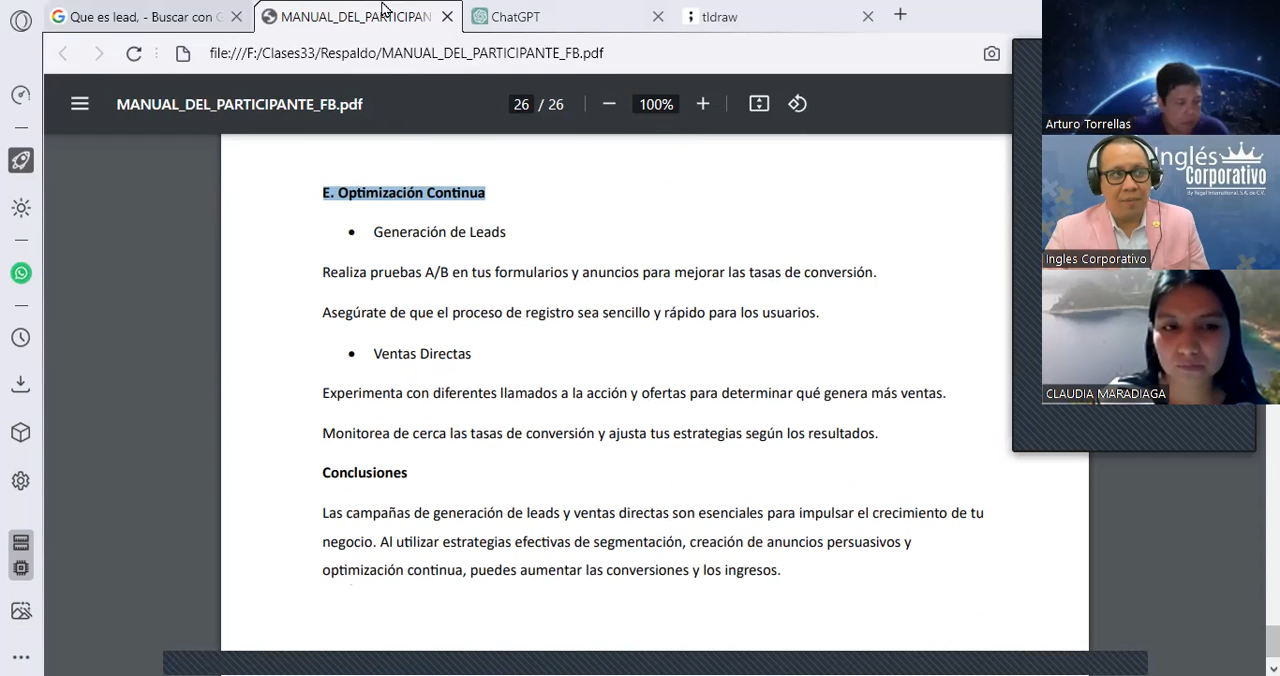 Que es lead, - Buscar con G
MANUAL_DEL_PARTICIPAN
ChatGPT
tldraw
file:///F:/Clases33/Respaldo/MANUAL_DEL_PARTICIPANTE_FB.pdf
MANUAL_DEL_PARTICIPANTE_FB.pdf
26 / 26
100%
E. Optimización Continua
• Generación de Leads
Realiza pruebas A/B en tus formularios y anuncios para mejorar las tasas de conversión.
Asegúrate de que el proceso de registro sea sencillo y rápido para los usuarios.
• Ventas Directas
Experimenta con diferentes llamados a la acción y ofertas para determinar qué genera más ventas.
Monitorea de cerca las tasas de conversión y ajusta tus estrategias según los resultados.
Conclusiones
Las campañas de generación de leads y ventas directas son esenciales para impulsar el crecimiento de tu
negocio. Al utilizar estrategias efectivas de segmentación, creación de anuncios persuasivos y
optimización continua, puedes aumentar las conversiones y los ingresos.
Arturo Torrellas
Inglés
Corporativo
By Regal International, S.A. de C.V.
Ingles Corporativo
CLAUDIA MARADIAGA